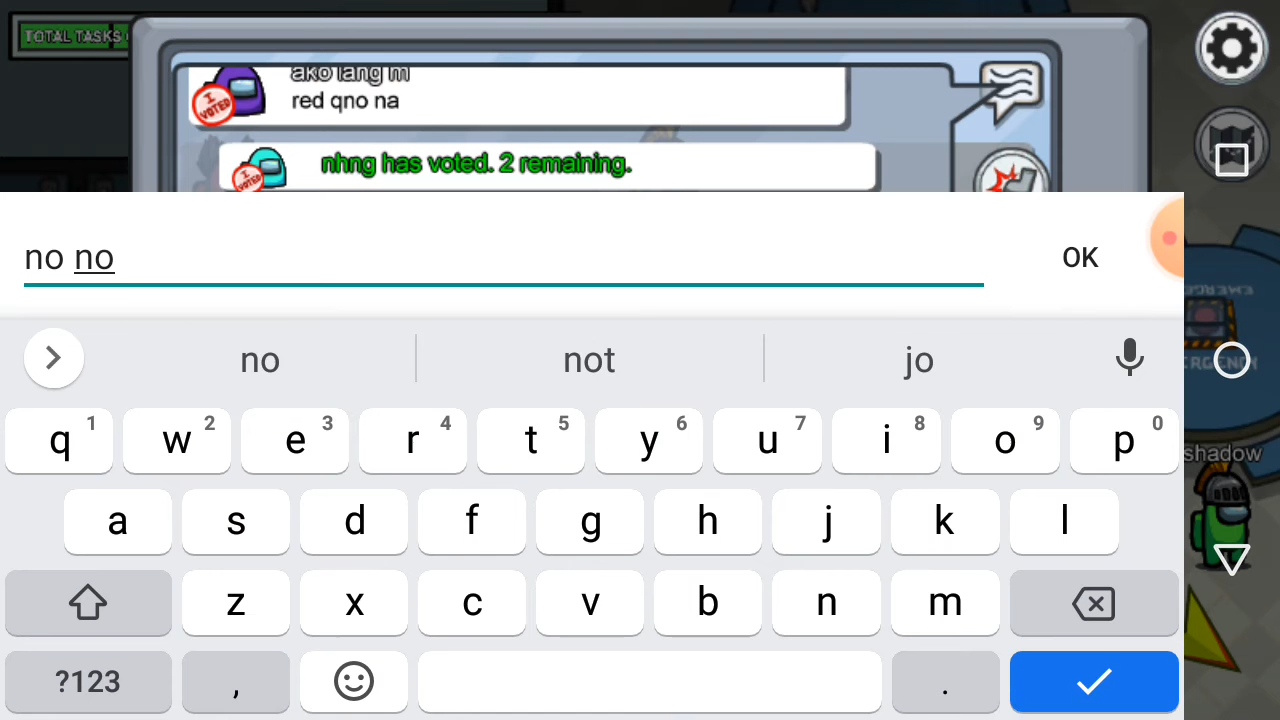 TOTAL TASKS
ako lang m
red qno na
I VOTED
nhng has voted. 2 remaining.
I VOTED
no no
OK
no not jo
q 1 w 2 e 3 r 4 t 5 y 6 u 7 i 8 o 9 p 0
a s d f g h j k l
z x c v b n m
?123 , .
shadow